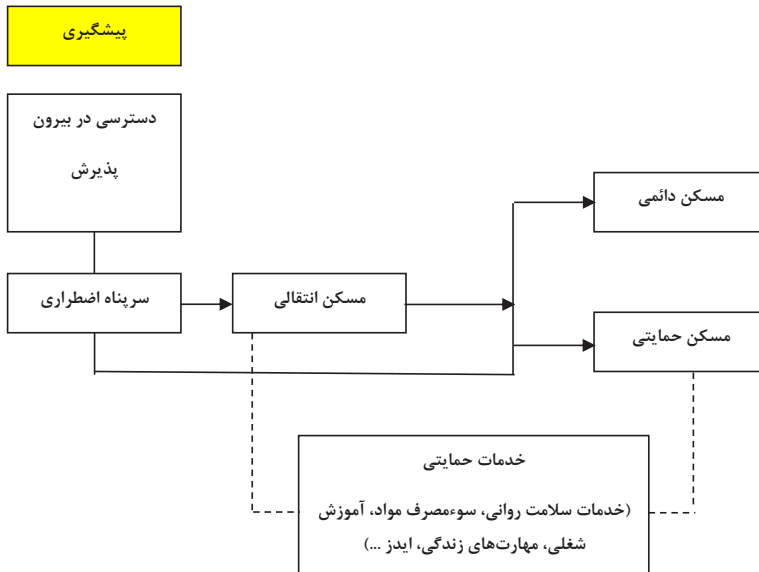 پیشگیری
دسترسی در بیرون
پذیرش
سرپناه اضطراری
مسکن انتقالی
مسکن دائمی
مسکن حمایتی
خدمات حمایتی
(خدمات سلامت روانی، سوءمصرف مواد، آموزش
شغلی، مهارت‌های زندگی، ایدز ...)